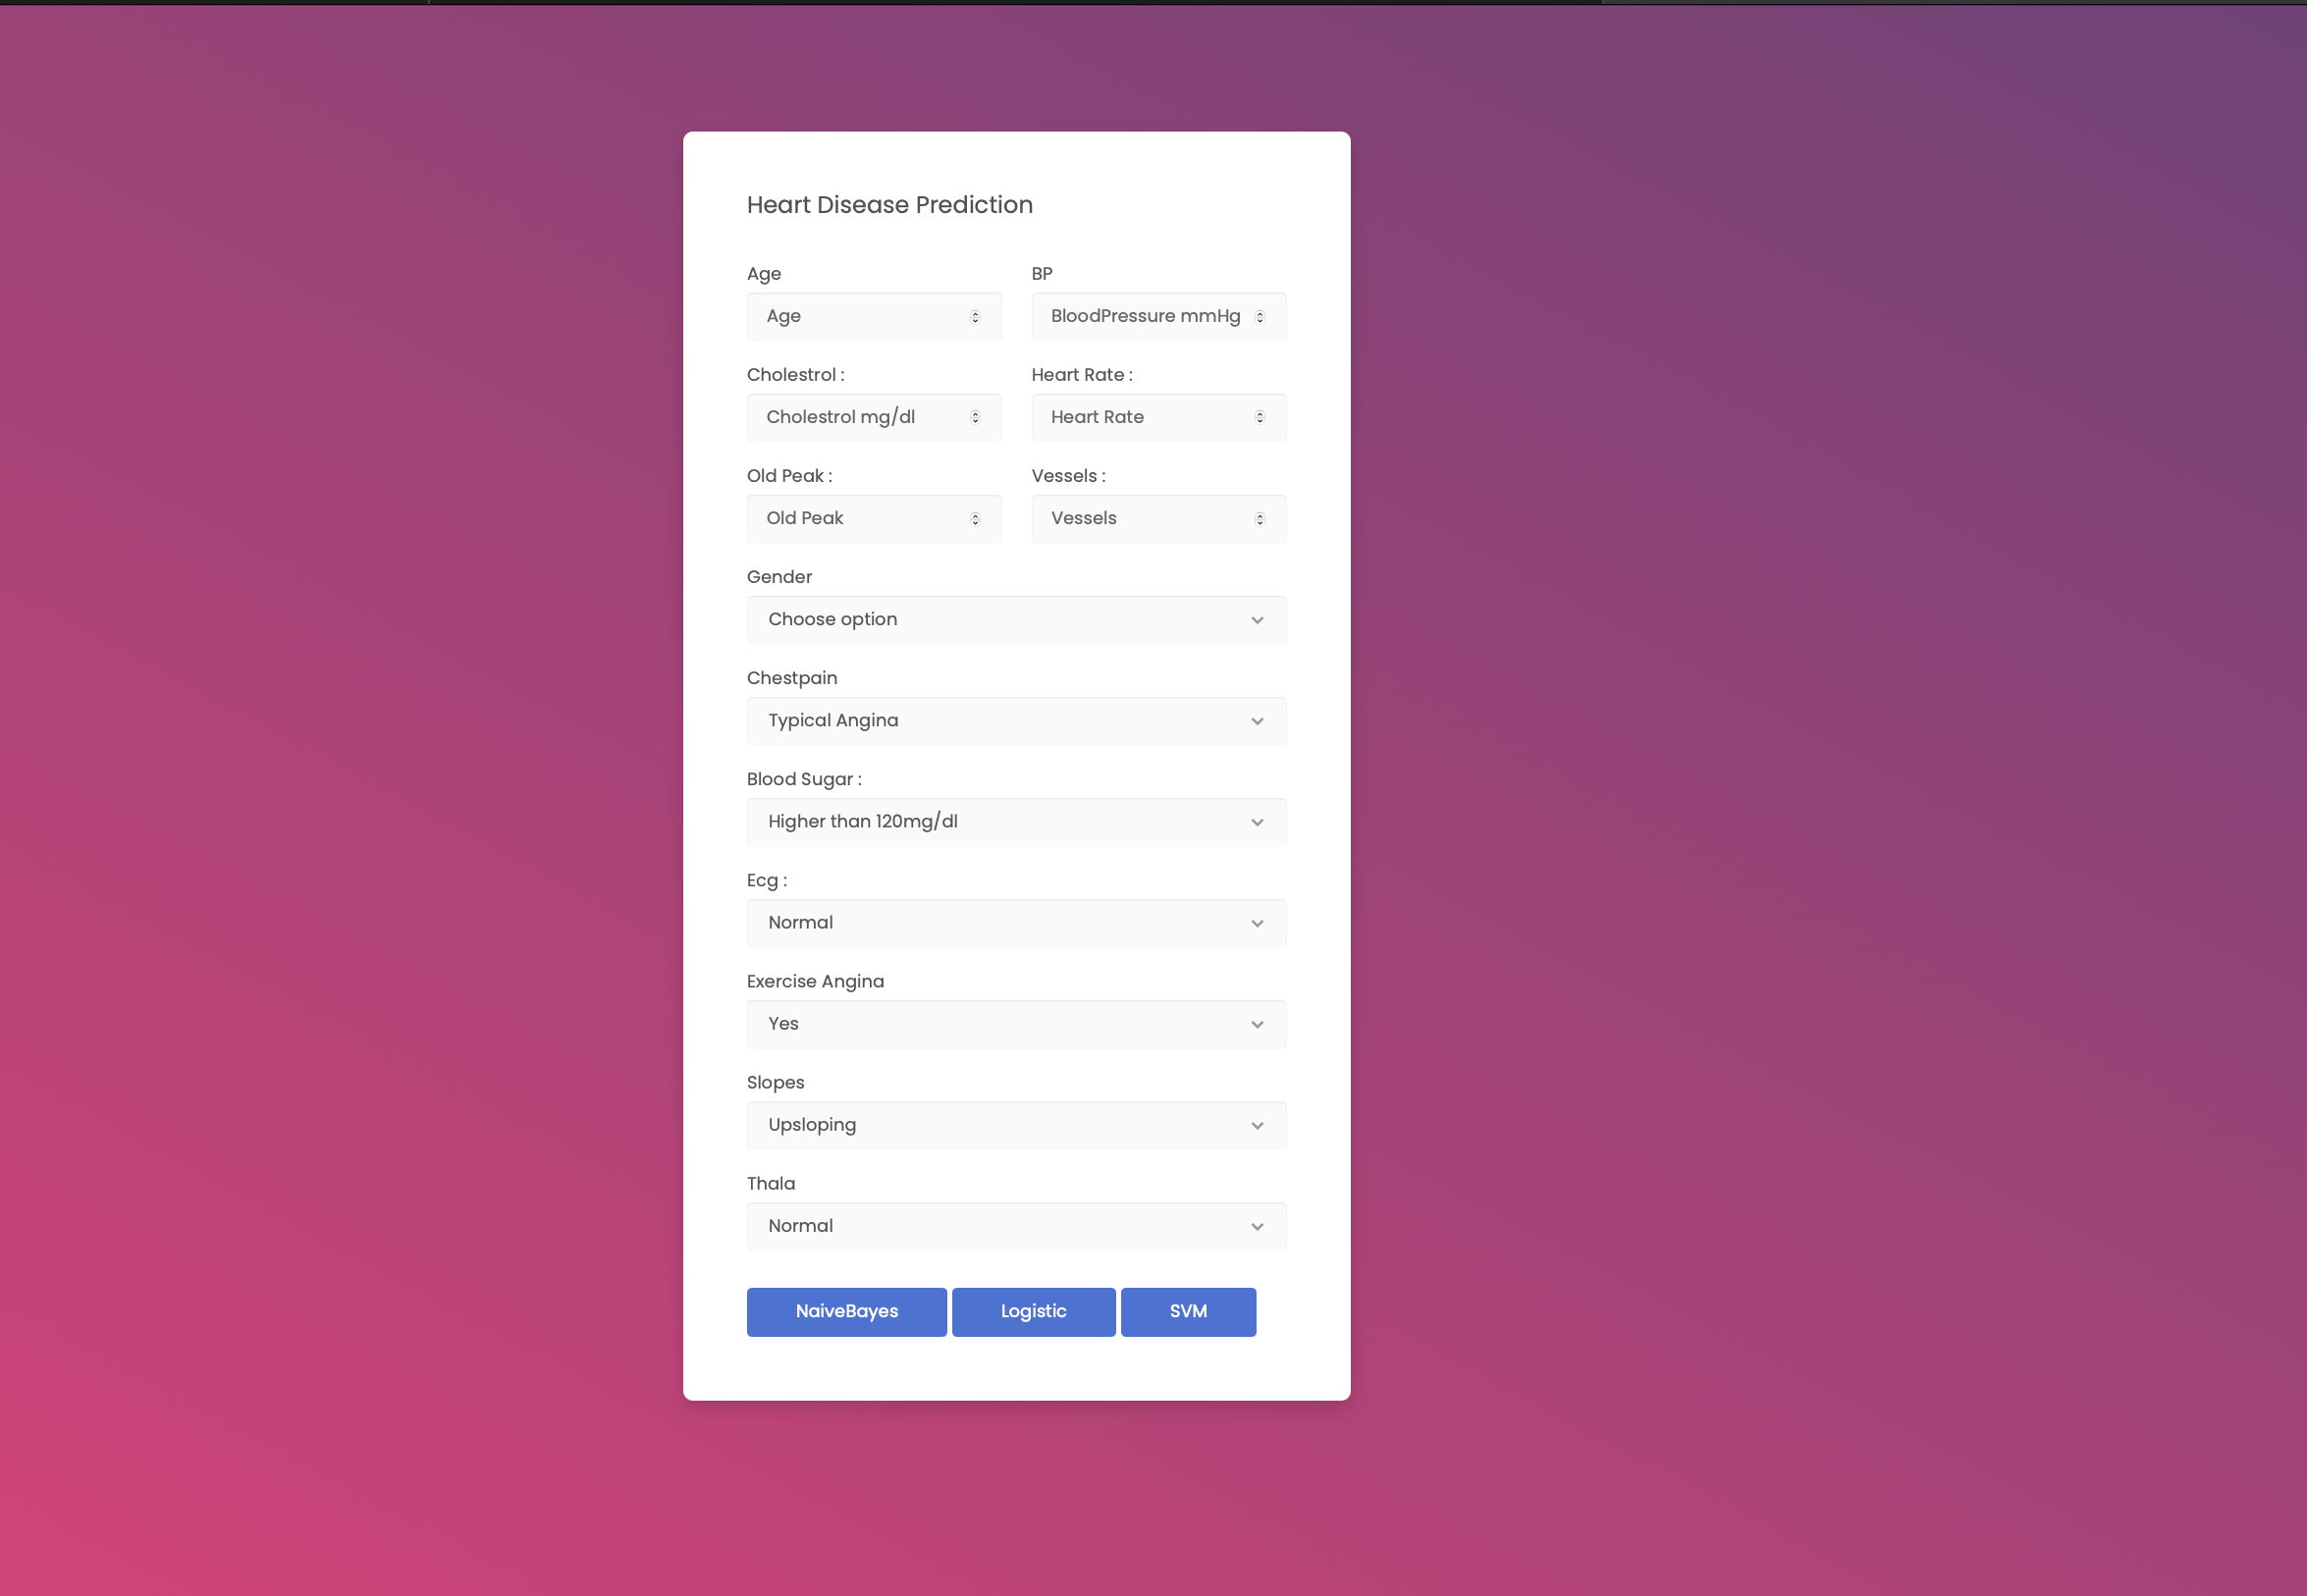 Heart Disease Prediction
Age BP
Age BloodPressure mmHg
Cholestrol : Heart Rate :
Cholestrol mg/dl Heart Rate
Old Peak : Vessels :
Old Peak Vessels
Gender
Choose option
Chestpain
Typical Angina
Blood Sugar :
Higher than 120mg/dl
Ecg :
Normal
Exercise Angina
Yes
Slopes
Upsloping
Thala
Normal
NaiveBayes Logistic SVM